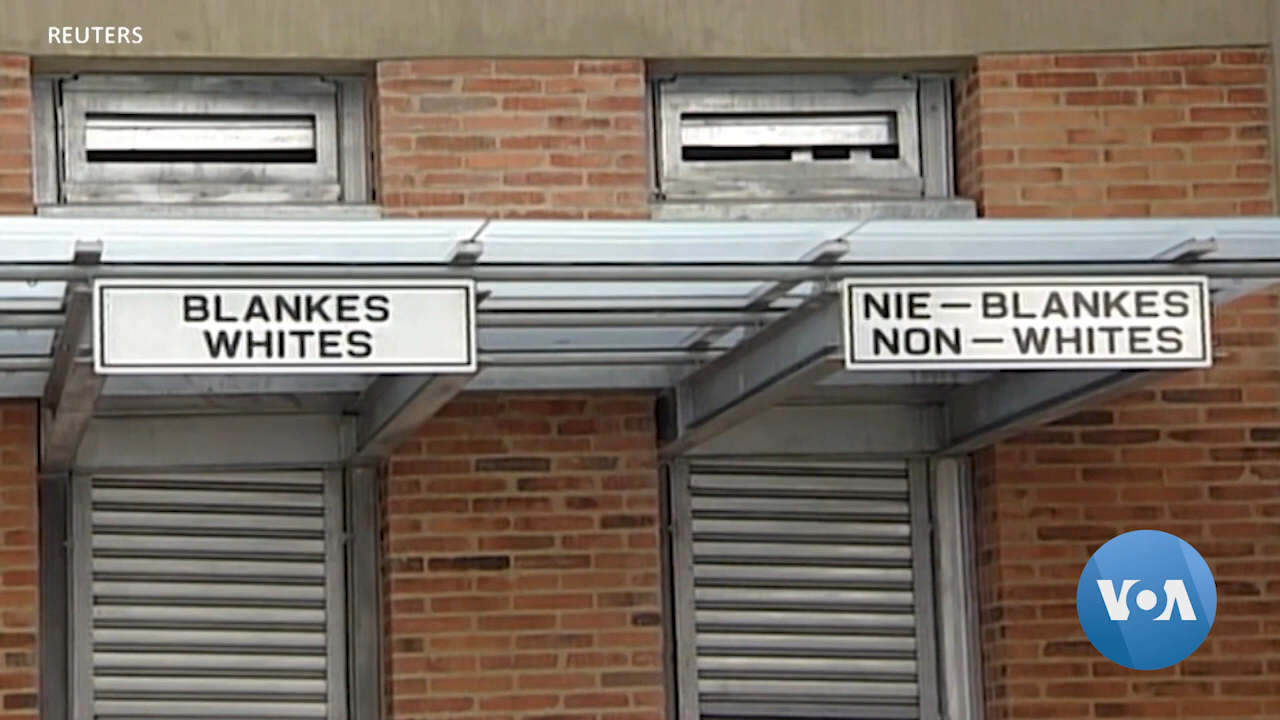 REUTERS
BLANKES
WHITES
NIE—BLANKES
NON—WHITES
VOA